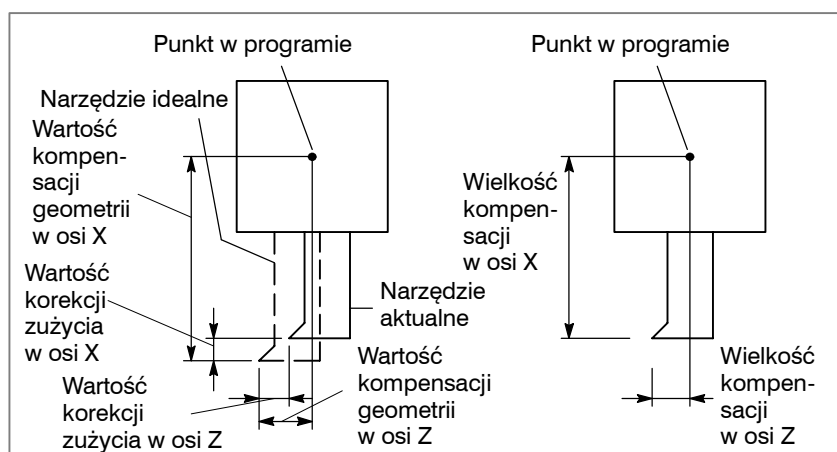 Punkt w programie
Narzędzie idealne
Wartość
kompen-
sacji
geometrii
w osi X
Wartość
korekcji
zużycia
w osi X
Narzędzie
aktualne
Wartość
korekcji
zużycia w osi Z
Wartość
kompensacji
geometrii
w osi Z
Punkt w programie
Wielkość
kompen-
sacji
w osi X
Wielkość
kompen-
sacji
w osi Z